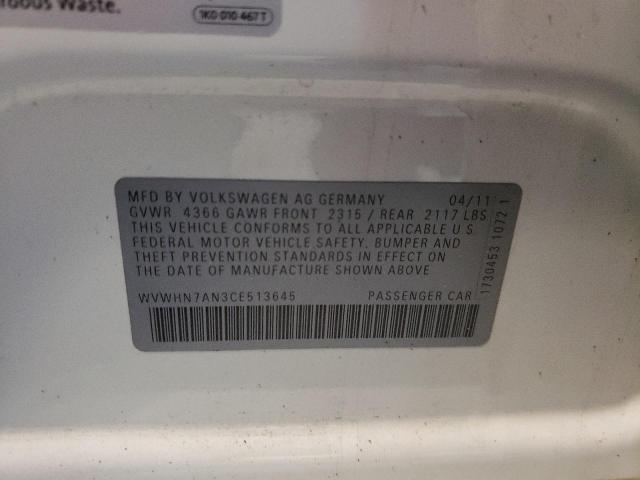 Waste.
1K0 010 467 T
MFD BY VOLKSWAGEN AG GERMANY 04/11
GVWR 4366 GAWR FRONT 2315 / REAR 2117 LBS
THIS VEHICLE CONFORMS TO ALL APPLICABLE U S
FEDERAL MOTOR VEHICLE SAFETY, BUMPER AND
THEFT PREVENTION STANDARDS IN EFFECT ON
THE DATE OF MANUFACTURE SHOWN ABOVE
WVWHN7AN3CE513645 PASSENGER CAR
1730453 1072 1